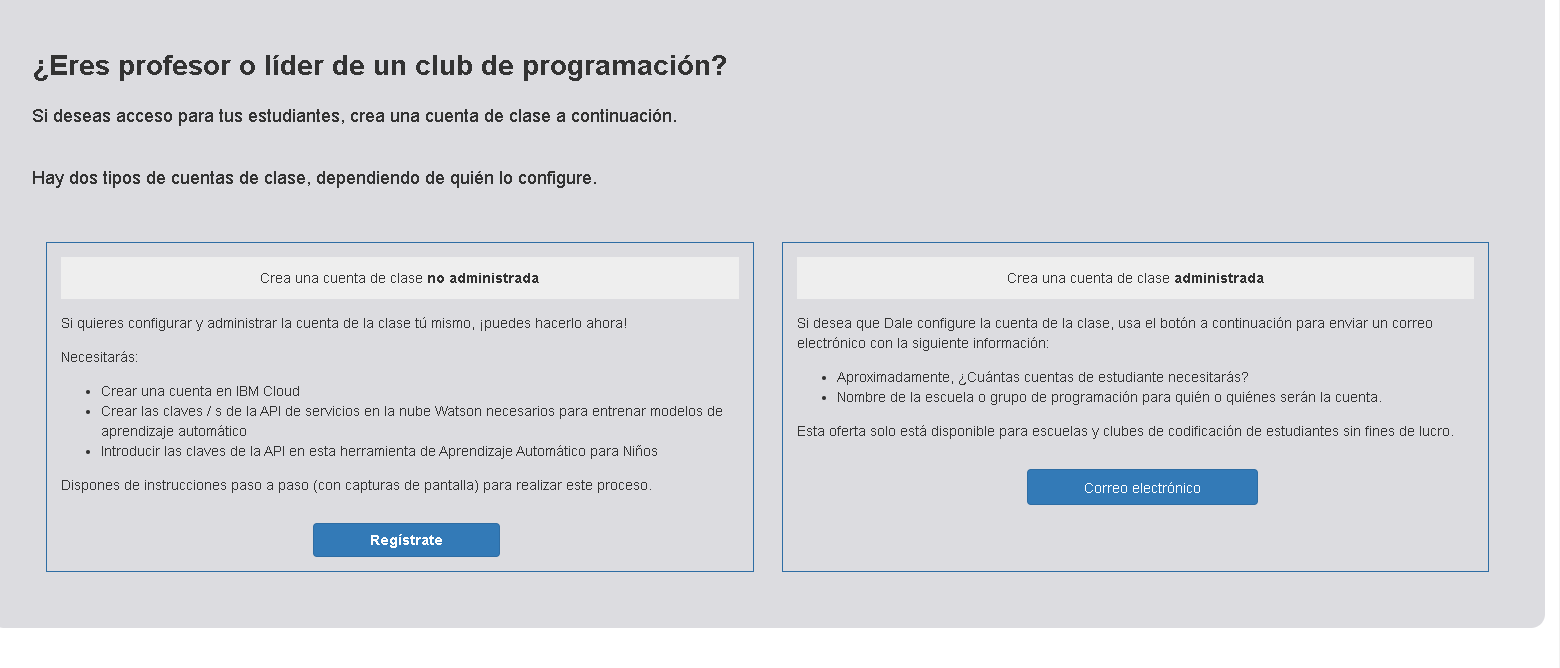 ¿Eres profesor o líder de un club de programación?
Si deseas acceso para tus estudiantes, crea una cuenta de clase a continuación.
Hay dos tipos de cuentas de clase, dependiendo de quién lo configure.
Crea una cuenta de clase no administrada
Si quieres configurar y administrar la cuenta de la clase tú mismo, ¡puedes hacerlo ahora!
Necesitarás:
• Crear una cuenta en IBM Cloud
• Crear las claves / s de la API de servicios en la nube Watson necesarios para entrenar modelos de
aprendizaje automático
• Introducir las claves de la API en esta herramienta de Aprendizaje Automático para Niños
Dispones de instrucciones paso a paso (con capturas de pantalla) para realizar este proceso.
Regístrate
Crea una cuenta de clase administrada
Si desea que Dale configure la cuenta de la clase, usa el botón a continuación para enviar un correo
electrónico con la siguiente información:
• Aproximadamente, ¿Cuántas cuentas de estudiante necesitarás?
• Nombre de la escuela o grupo de programación para quién o quiénes serán la cuenta.
Esta oferta solo está disponible para escuelas y clubes de codificación de estudiantes sin fines de lucro.
Correo electrónico